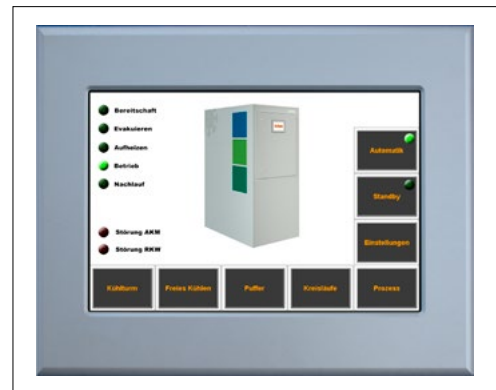 Bereitschaft
Evakuieren
Aufheizen
Betrieb
Nachlauf
Störung AKM
Störung RKW
Automatik
Standby
Einstellungen
Kühlturm
Freies Kühlen
Puffer
Kreisläufe
Prozess